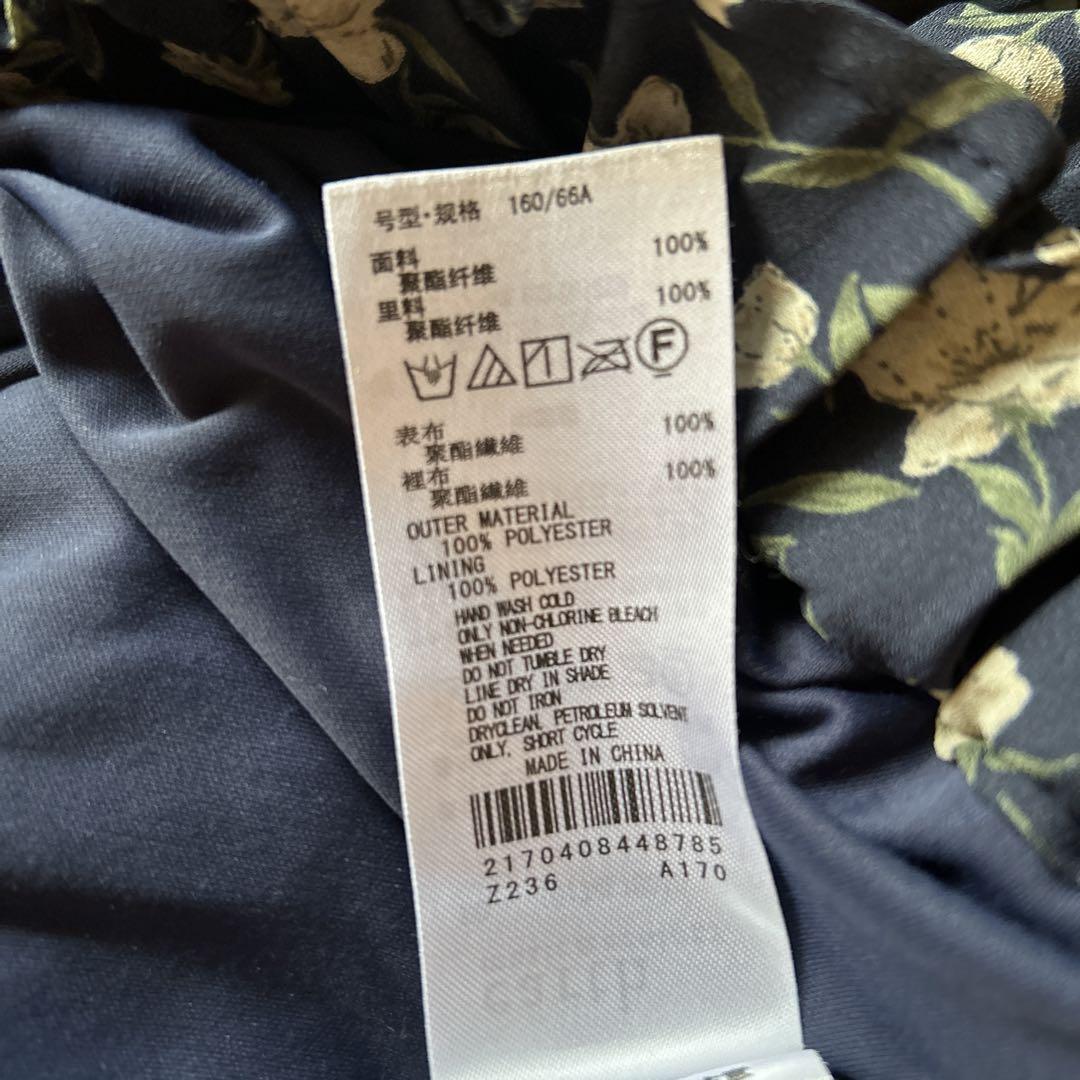 号型·规格 160/66A
面料 100%
聚酯纤维
里料 100%
聚酯纤维
F
表布 100%
聚酯纖維
裡布 100%
聚酯纖維
OUTER MATERIAL
100% POLYESTER
LINING
100% POLYESTER
HAND WASH COLD
ONLY NON-CHLORINE BLEACH
WHEN NEEDED
DO NOT TUMBLE DRY
LINE DRY IN SHADE
DO NOT IRON
DRYCLEAN, PETROLEUM SOLVENT
ONLY, SHORT CYCLE
MADE IN CHINA
2170408448785
Z236 A170